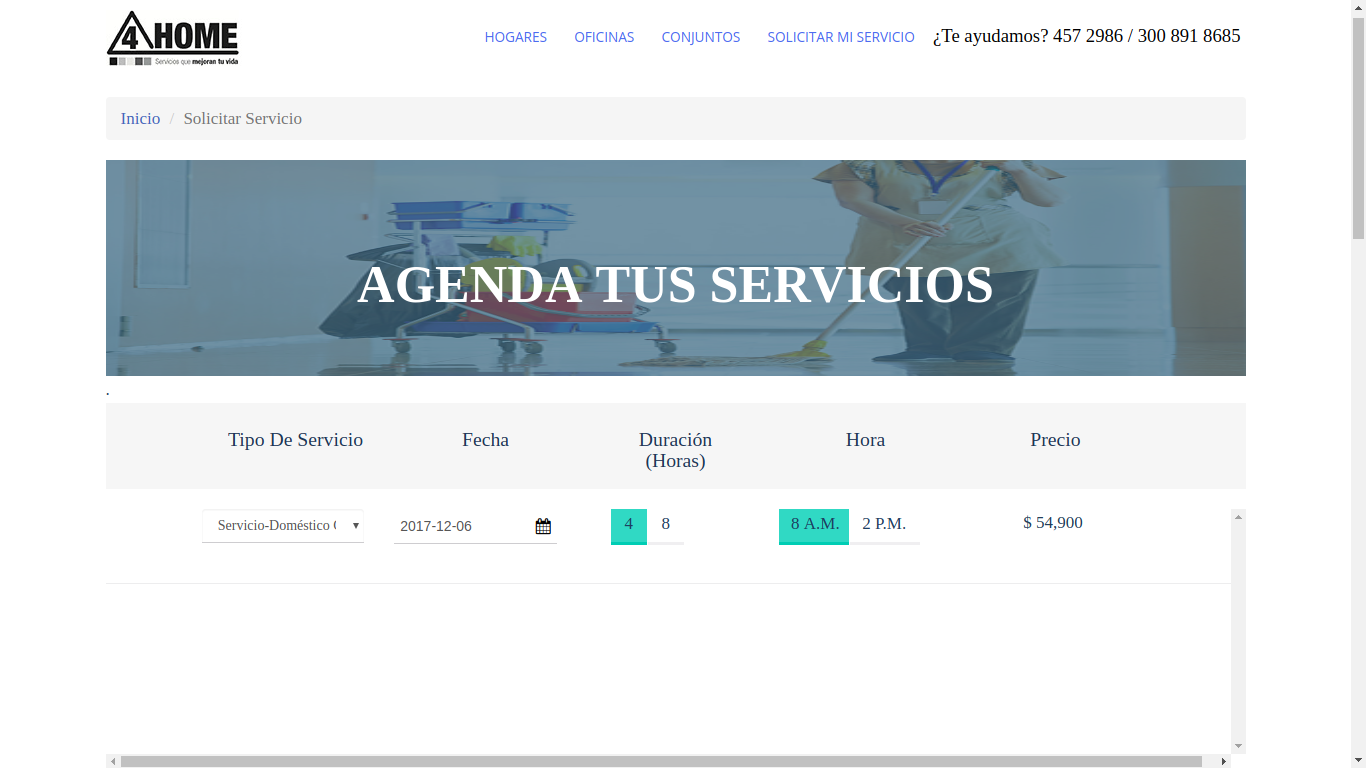 4 HOME
Servicios que mejoran tu vida
HOGARES OFICINAS CONJUNTOS SOLICITAR MI SERVICIO ¿Te ayudamos? 457 2986 / 300 891 8685
Inicio / Solicitar Servicio
AGENDA TUS SERVICIOS
.
Tipo De Servicio Fecha Duración (Horas) Hora Precio
Servicio-Doméstico 2017-12-06 4 8 8 A.M. 2 P.M. $ 54,900